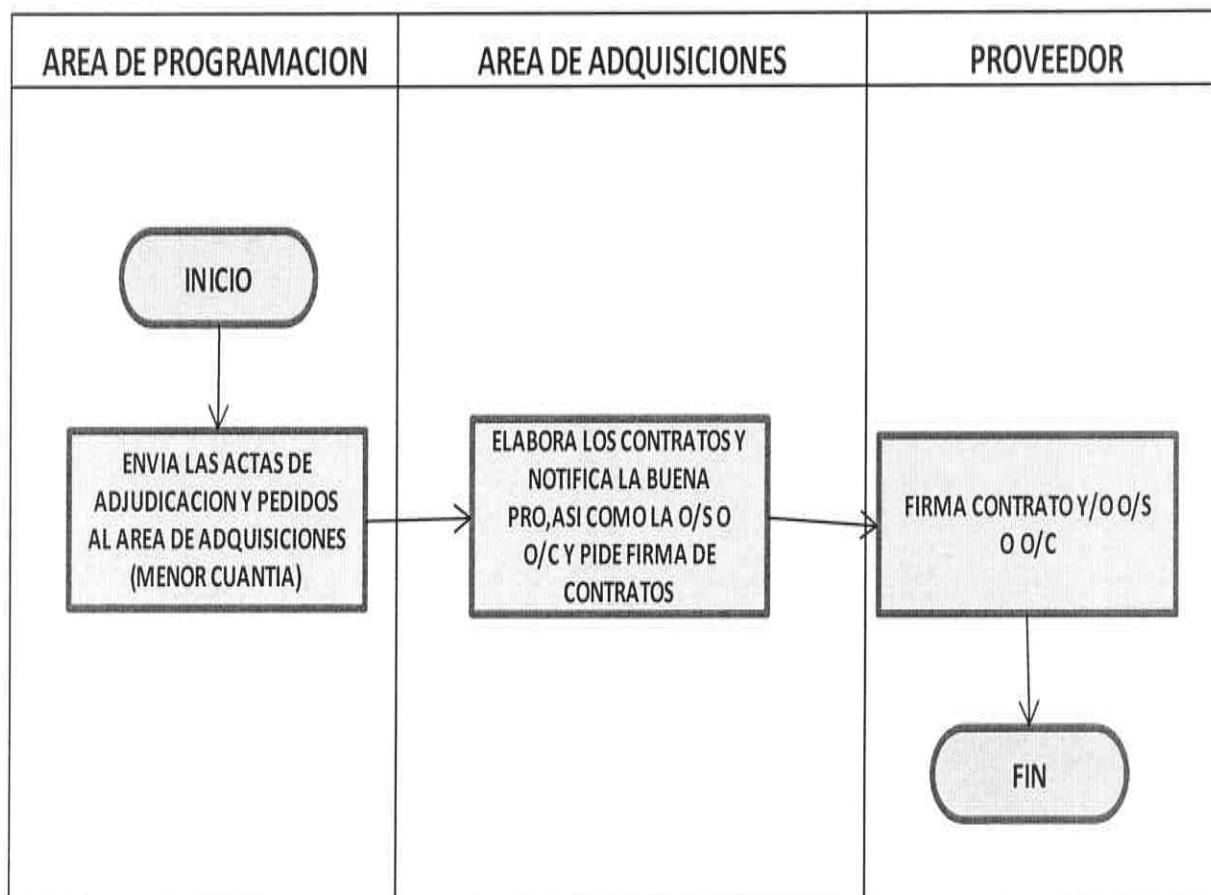 AREA DE PROGRAMACION
AREA DE ADQUISICIONES
PROVEEDOR
INICIO
ENVIA LAS ACTAS DE
ADJUDICACION Y PEDIDOS
AL AREA DE ADQUISICIONES
(MENOR CUANTIA)
ELABORA LOS CONTRATOS Y
NOTIFICA LA BUENA
PRO,ASI COMO LA O/S O
O/C Y PIDE FIRMA DE
CONTRATOS
FIRMA CONTRATO Y/O O/S
O O/C
FIN